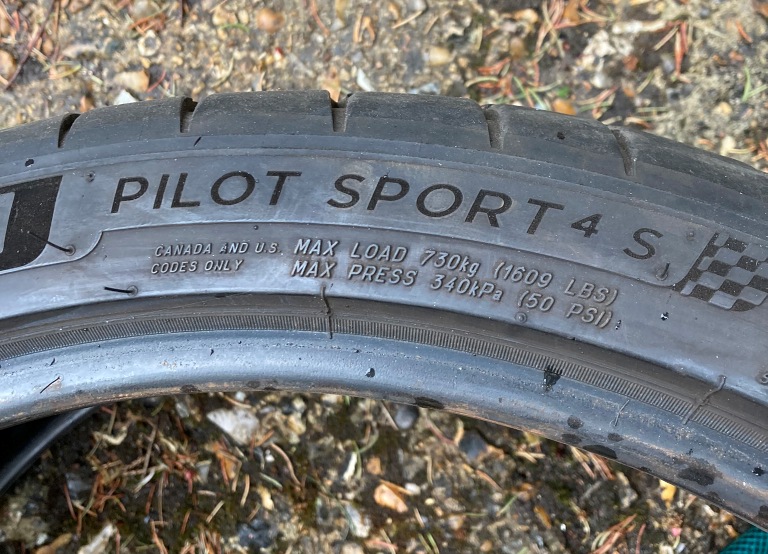 PILOT SPORT 4 S
CANADA AND U.S. MAX LOAD 730kg (1609 LBS)
CODES ONLY MAX PRESS 340kPa (50 PSI)